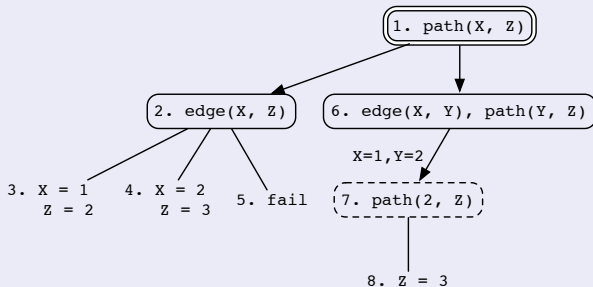 1. path(X, Z)
2. edge(X, Z)
6. edge(X, Y), path(Y, Z)
X=1,Y=2
3. X = 1
Z = 2
4. X = 2
Z = 3
5. fail
7. path(2, Z)
8. Z = 3